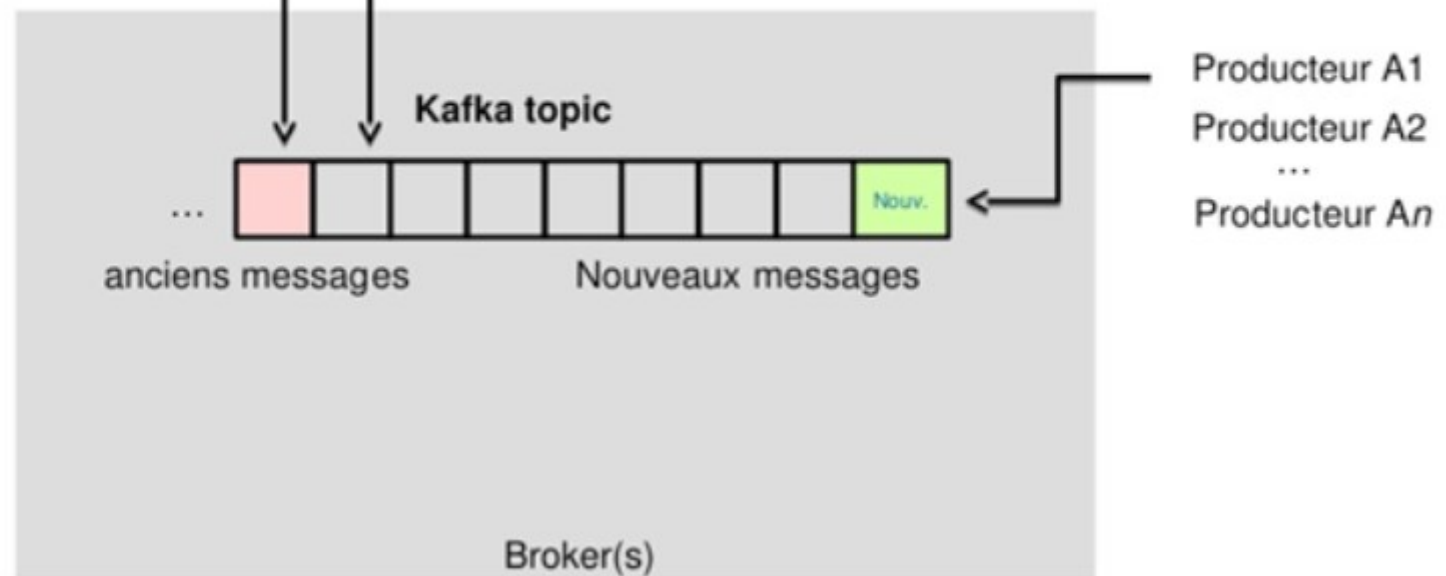 Producteur A1
Kafka topic
Producteur A2
...
Producteur An
...
Nouv.
anciens messages
Nouveaux messages
Broker(s)